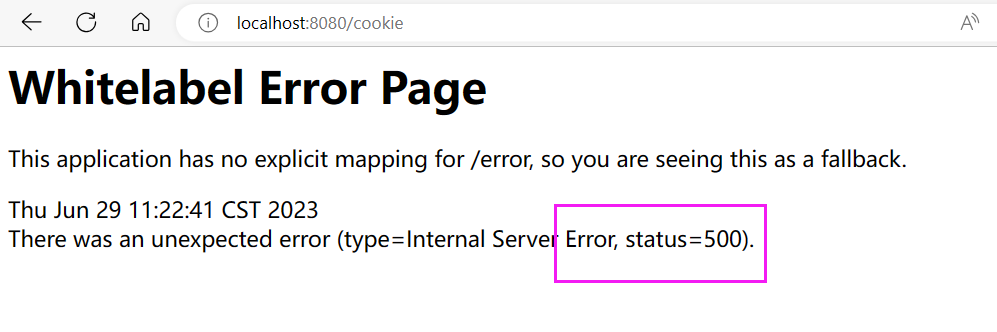 localhost:8080/cookie
Whitelabel Error Page
This application has no explicit mapping for /error, so you are seeing this as a fallback.
Thu Jun 29 11:22:41 CST 2023
There was an unexpected error (type=Internal Server Error, status=500).